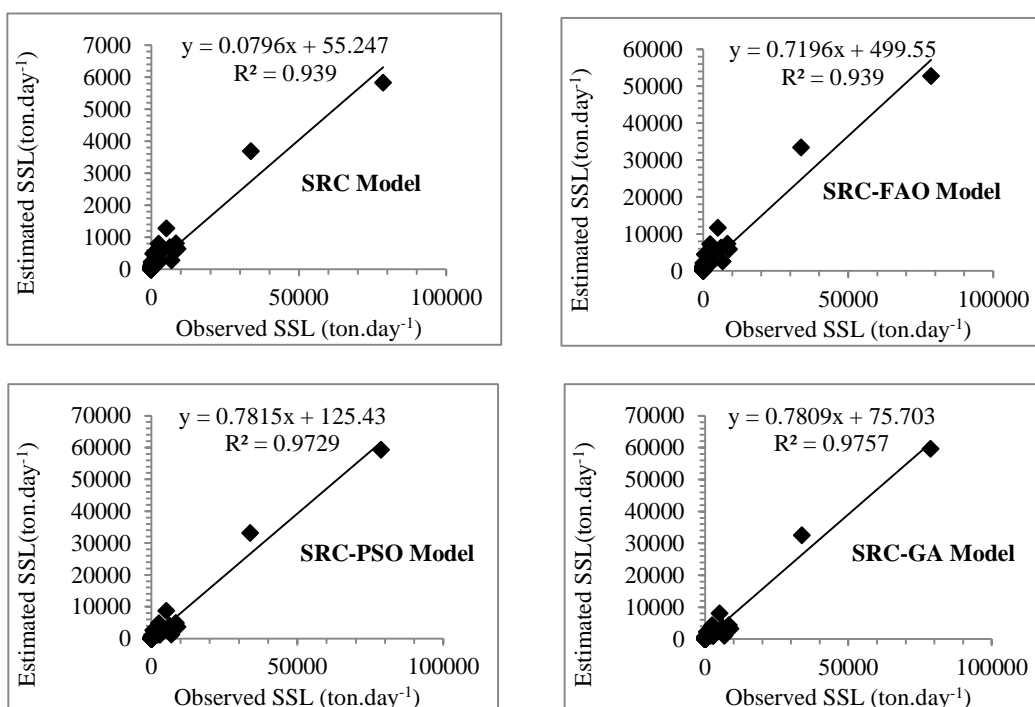 y = 0.0796x + 55.247
R² = 0.939
7000
6000
5000
4000
3000
2000
1000
0
Estimated SSL(ton.day-1)
SRC Model
0 50000 100000
Observed SSL (ton.day-1)
y = 0.7196x + 499.55
R² = 0.939
60000
50000
40000
30000
20000
10000
0
Estimated SSL(ton.day-1)
SRC-FAO Model
0 50000 100000
Observed SSL (ton.day-1)
y = 0.7815x + 125.43
R² = 0.9729
70000
60000
50000
40000
30000
20000
10000
0
Estimated SSL(ton.day-1)
SRC-PSO Model
0 50000 100000
Observed SSL (ton.day-1)
y = 0.7809x + 75.703
R² = 0.9757
70000
60000
50000
40000
30000
20000
10000
0
Estimated SSL(ton.day-1)
SRC-GA Model
0 50000 100000
Observed SSL (ton.day-1)